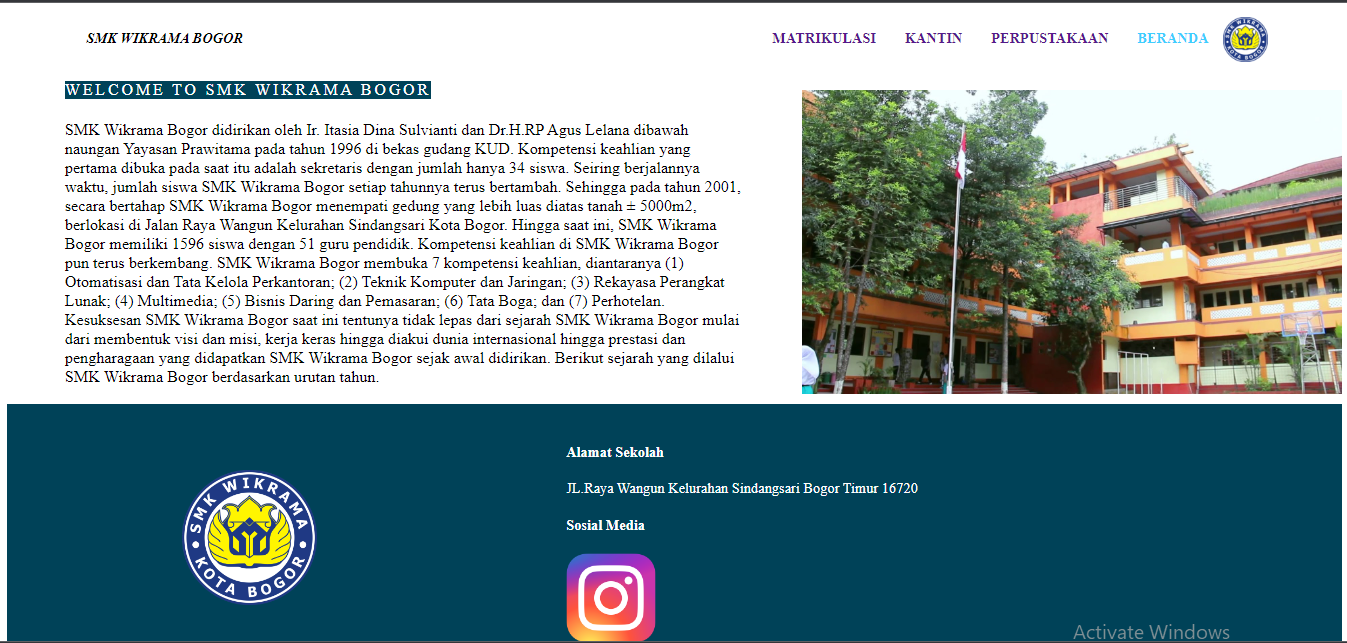 SMK WIKRAMA BOGOR
MATRIKULASI KANTIN PERPUSTAKAAN BERANDA
SMK WIKRAMA
KOTA BOGOR
WELCOME TO SMK WIKRAMA BOGOR
SMK Wikrama Bogor didirikan oleh Ir. Itasia Dina Sulvianti dan Dr.H.RP Agus Lelana dibawah
naungan Yayasan Prawitama pada tahun 1996 di bekas gudang KUD. Kompetensi keahlian yang
pertama dibuka pada saat itu adalah sekretaris dengan jumlah hanya 34 siswa. Seiring berjalannya
waktu, jumlah siswa SMK Wikrama Bogor setiap tahunnya terus bertambah. Sehingga pada tahun 2001,
secara bertahap SMK Wikrama Bogor menempati gedung yang lebih luas diatas tanah ± 5000m2,
berlokasi di Jalan Raya Wangun Kelurahan Sindangsari Kota Bogor. Hingga saat ini, SMK Wikrama
Bogor memiliki 1596 siswa dengan 51 guru pendidik. Kompetensi keahlian di SMK Wikrama Bogor
pun terus berkembang. SMK Wikrama Bogor membuka 7 kompetensi keahlian, diantaranya (1)
Otomatisasi dan Tata Kelola Perkantoran; (2) Teknik Komputer dan Jaringan; (3) Rekayasa Perangkat
Lunak; (4) Multimedia; (5) Bisnis Daring dan Pemasaran; (6) Tata Boga; dan (7) Perhotelan.
Kesuksesan SMK Wikrama Bogor saat ini tentunya tidak lepas dari sejarah SMK Wikrama Bogor mulai
dari membentuk visi dan misi, kerja keras hingga diakui dunia internasional hingga prestasi dan
pengharagaan yang didapatkan SMK Wikrama Bogor sejak awal didirikan. Berikut sejarah yang dilalui
SMK Wikrama Bogor berdasarkan urutan tahun.
SMK WIKRAMA
KOTA BOGOR
Alamat Sekolah
JL.Raya Wangun Kelurahan Sindangsari Bogor Timur 16720
Sosial Media
Activate Windows